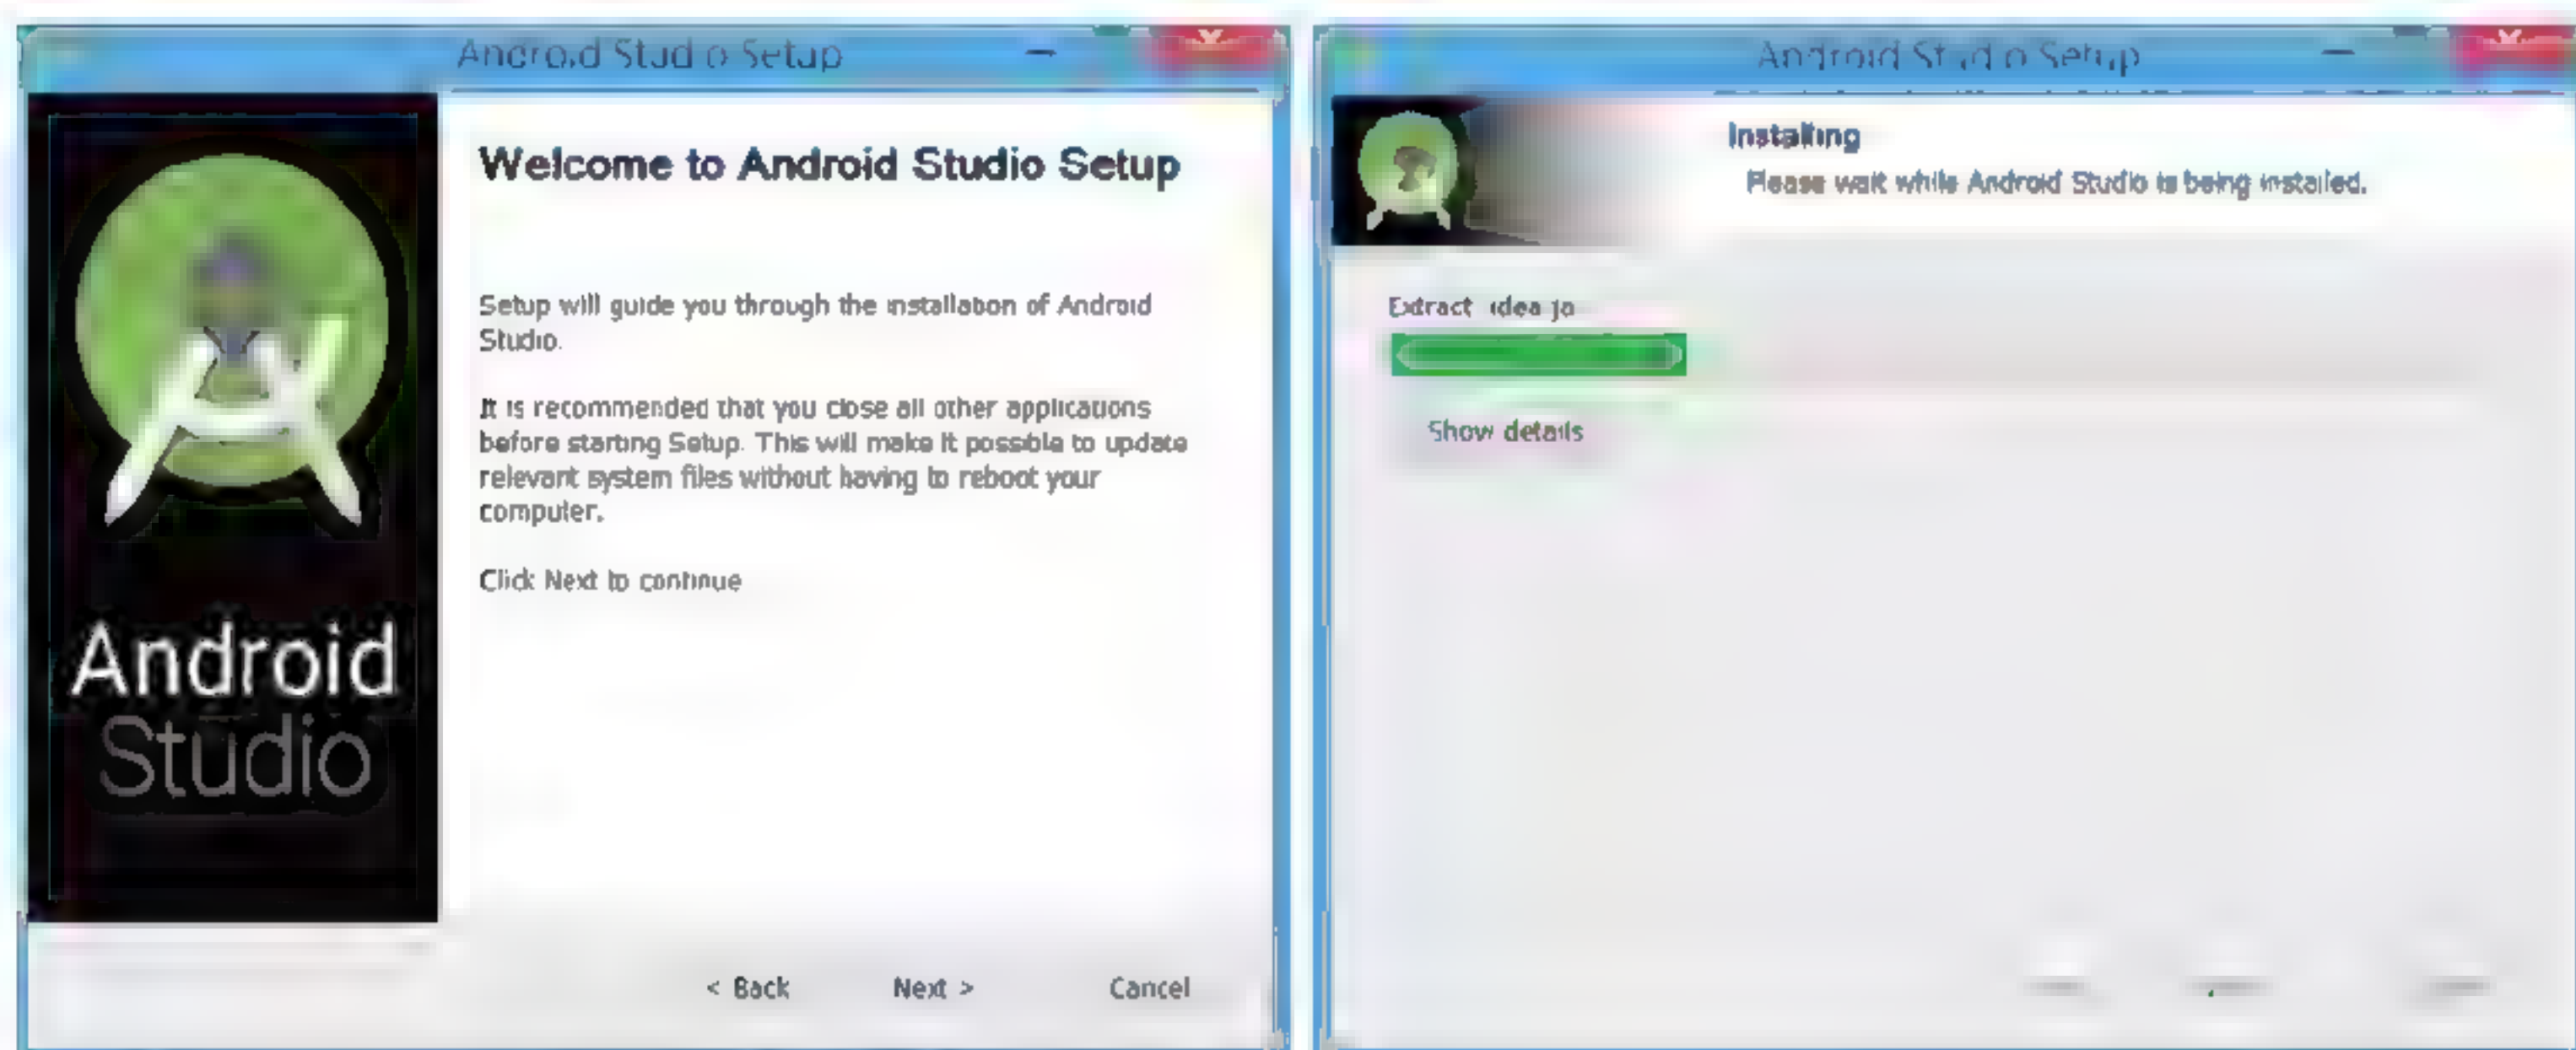 Android Studio Setup
Welcome to Android Studio Setup
Setup will guide you through the installation of Android
Studio.
It is recommended that you close all other applications
before starting Setup. This will make it possible to update
relevant system files without having to reboot your
computer.
Click Next to continue
Android
Studio
< Back Next > Cancel
Android Studio Setup
Installing
Please wait while Android Studio is being installed.
Extract idea
Show details